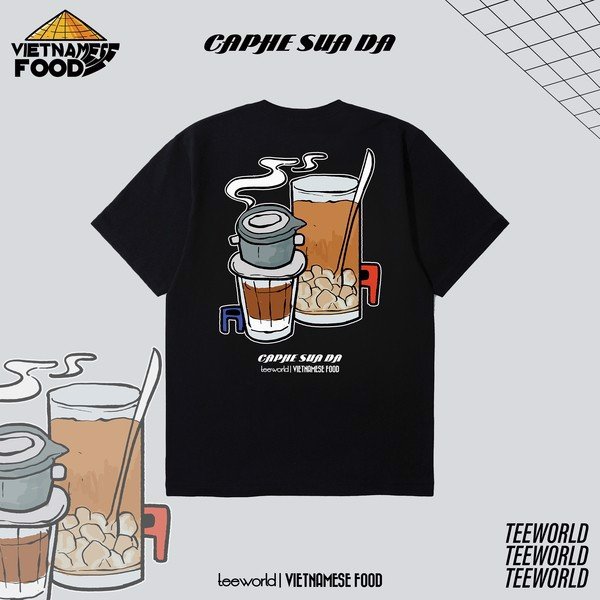 VIETNAMESE
FOOD
CAPHE SUA DA
CAPHE SUA DA
teeworld | VIETNAMESE FOOD
TEEWORLD
TEEWORLD
TEEWORLD
teeworld | VIETNAMESE FOOD